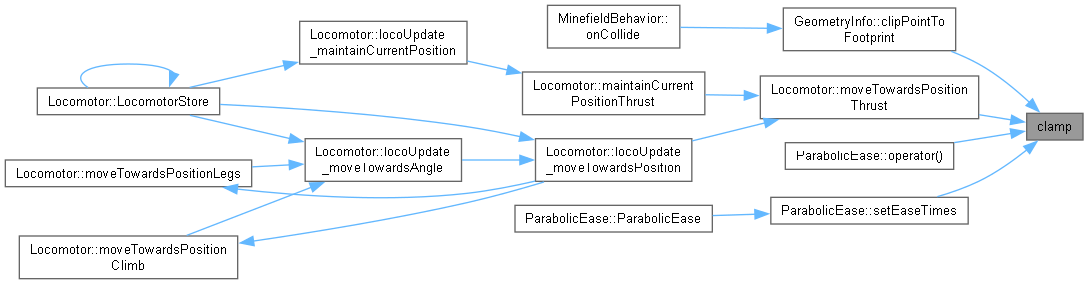 MinefieldBehavior::
onCollide
GeometryInfo::clipPointTo
Footprint
Locomotor::locoUpdate
_maintainCurrentPosition
Locomotor::LocomotorStore
Locomotor::maintainCurrent
PositionThrust
Locomotor::moveTowardsPosition
Thrust
clamp
Locomotor::locoUpdate
_moveTowardsAngle
Locomotor::locoUpdate
_moveTowardsPosition
ParabolicEase::operator()
Locomotor::moveTowardsPositionLegs
ParabolicEase::ParabolicEase
ParabolicEase::setEaseTimes
Locomotor::moveTowardsPosition
Climb